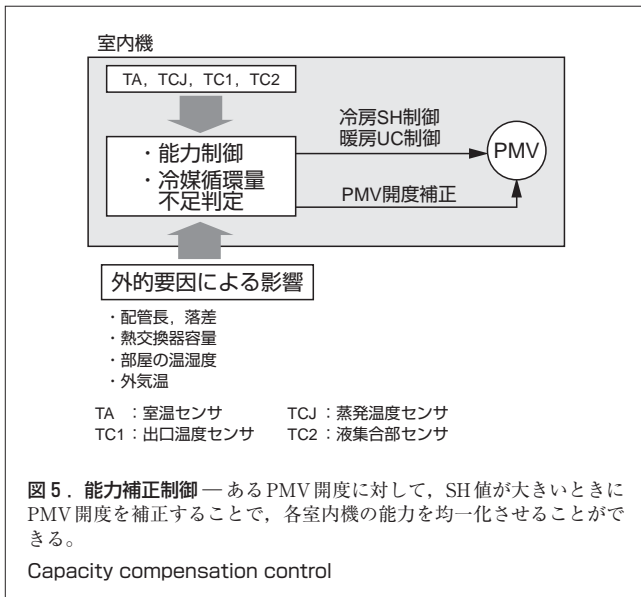 室内機
TA，TCJ，TC1，TC2
・能力制御
・冷媒循環量
不足判定
冷房SH制御
暖房UC制御
PMV開度補正
PMV
外的要因による影響
・配管長，落差
・熱交換器容量
・部屋の温湿度
・外気温
TA ：室温センサ TCJ：蒸発温度センサ
TC1：出口温度センサ TC2：液集合部センサ
図5．能力補正制御 ― あるPMV開度に対して，SH値が大きいときに
PMV開度を補正することで，各室内機の能力を均一化させることがで
きる。
Capacity compensation control